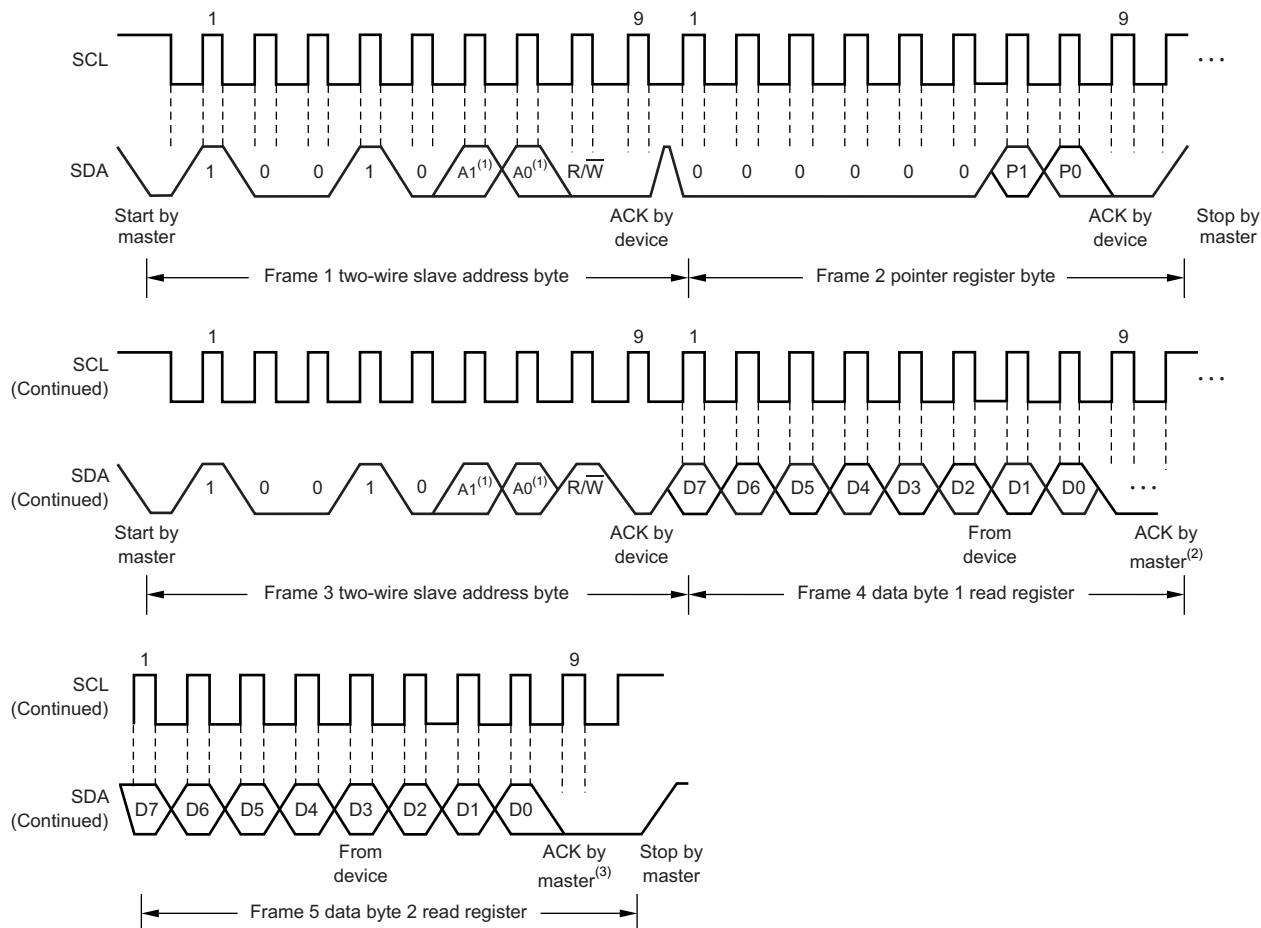 1 9 1 9
SCL ...
SDA 1 0 0 1 0 A1(1) A0(1) R/W̅ 0 0 0 0 0 0 P1 P0
Start by master
ACK by device
ACK by device
Stop by master
Frame 1 two-wire slave address byte
Frame 2 pointer register byte
1 9 1 9
SCL (Continued) ...
SDA (Continued) 1 0 0 1 0 A1(1) A0(1) R/W̅ D7 D6 D5 D4 D3 D2 D1 D0 ...
Start by master
ACK by device
From device
ACK by master(2)
Frame 3 two-wire slave address byte
Frame 4 data byte 1 read register
1 9
SCL (Continued)
SDA (Continued) D7 D6 D5 D4 D3 D2 D1 D0
From device
ACK by master(3)
Stop by master
Frame 5 data byte 2 read register